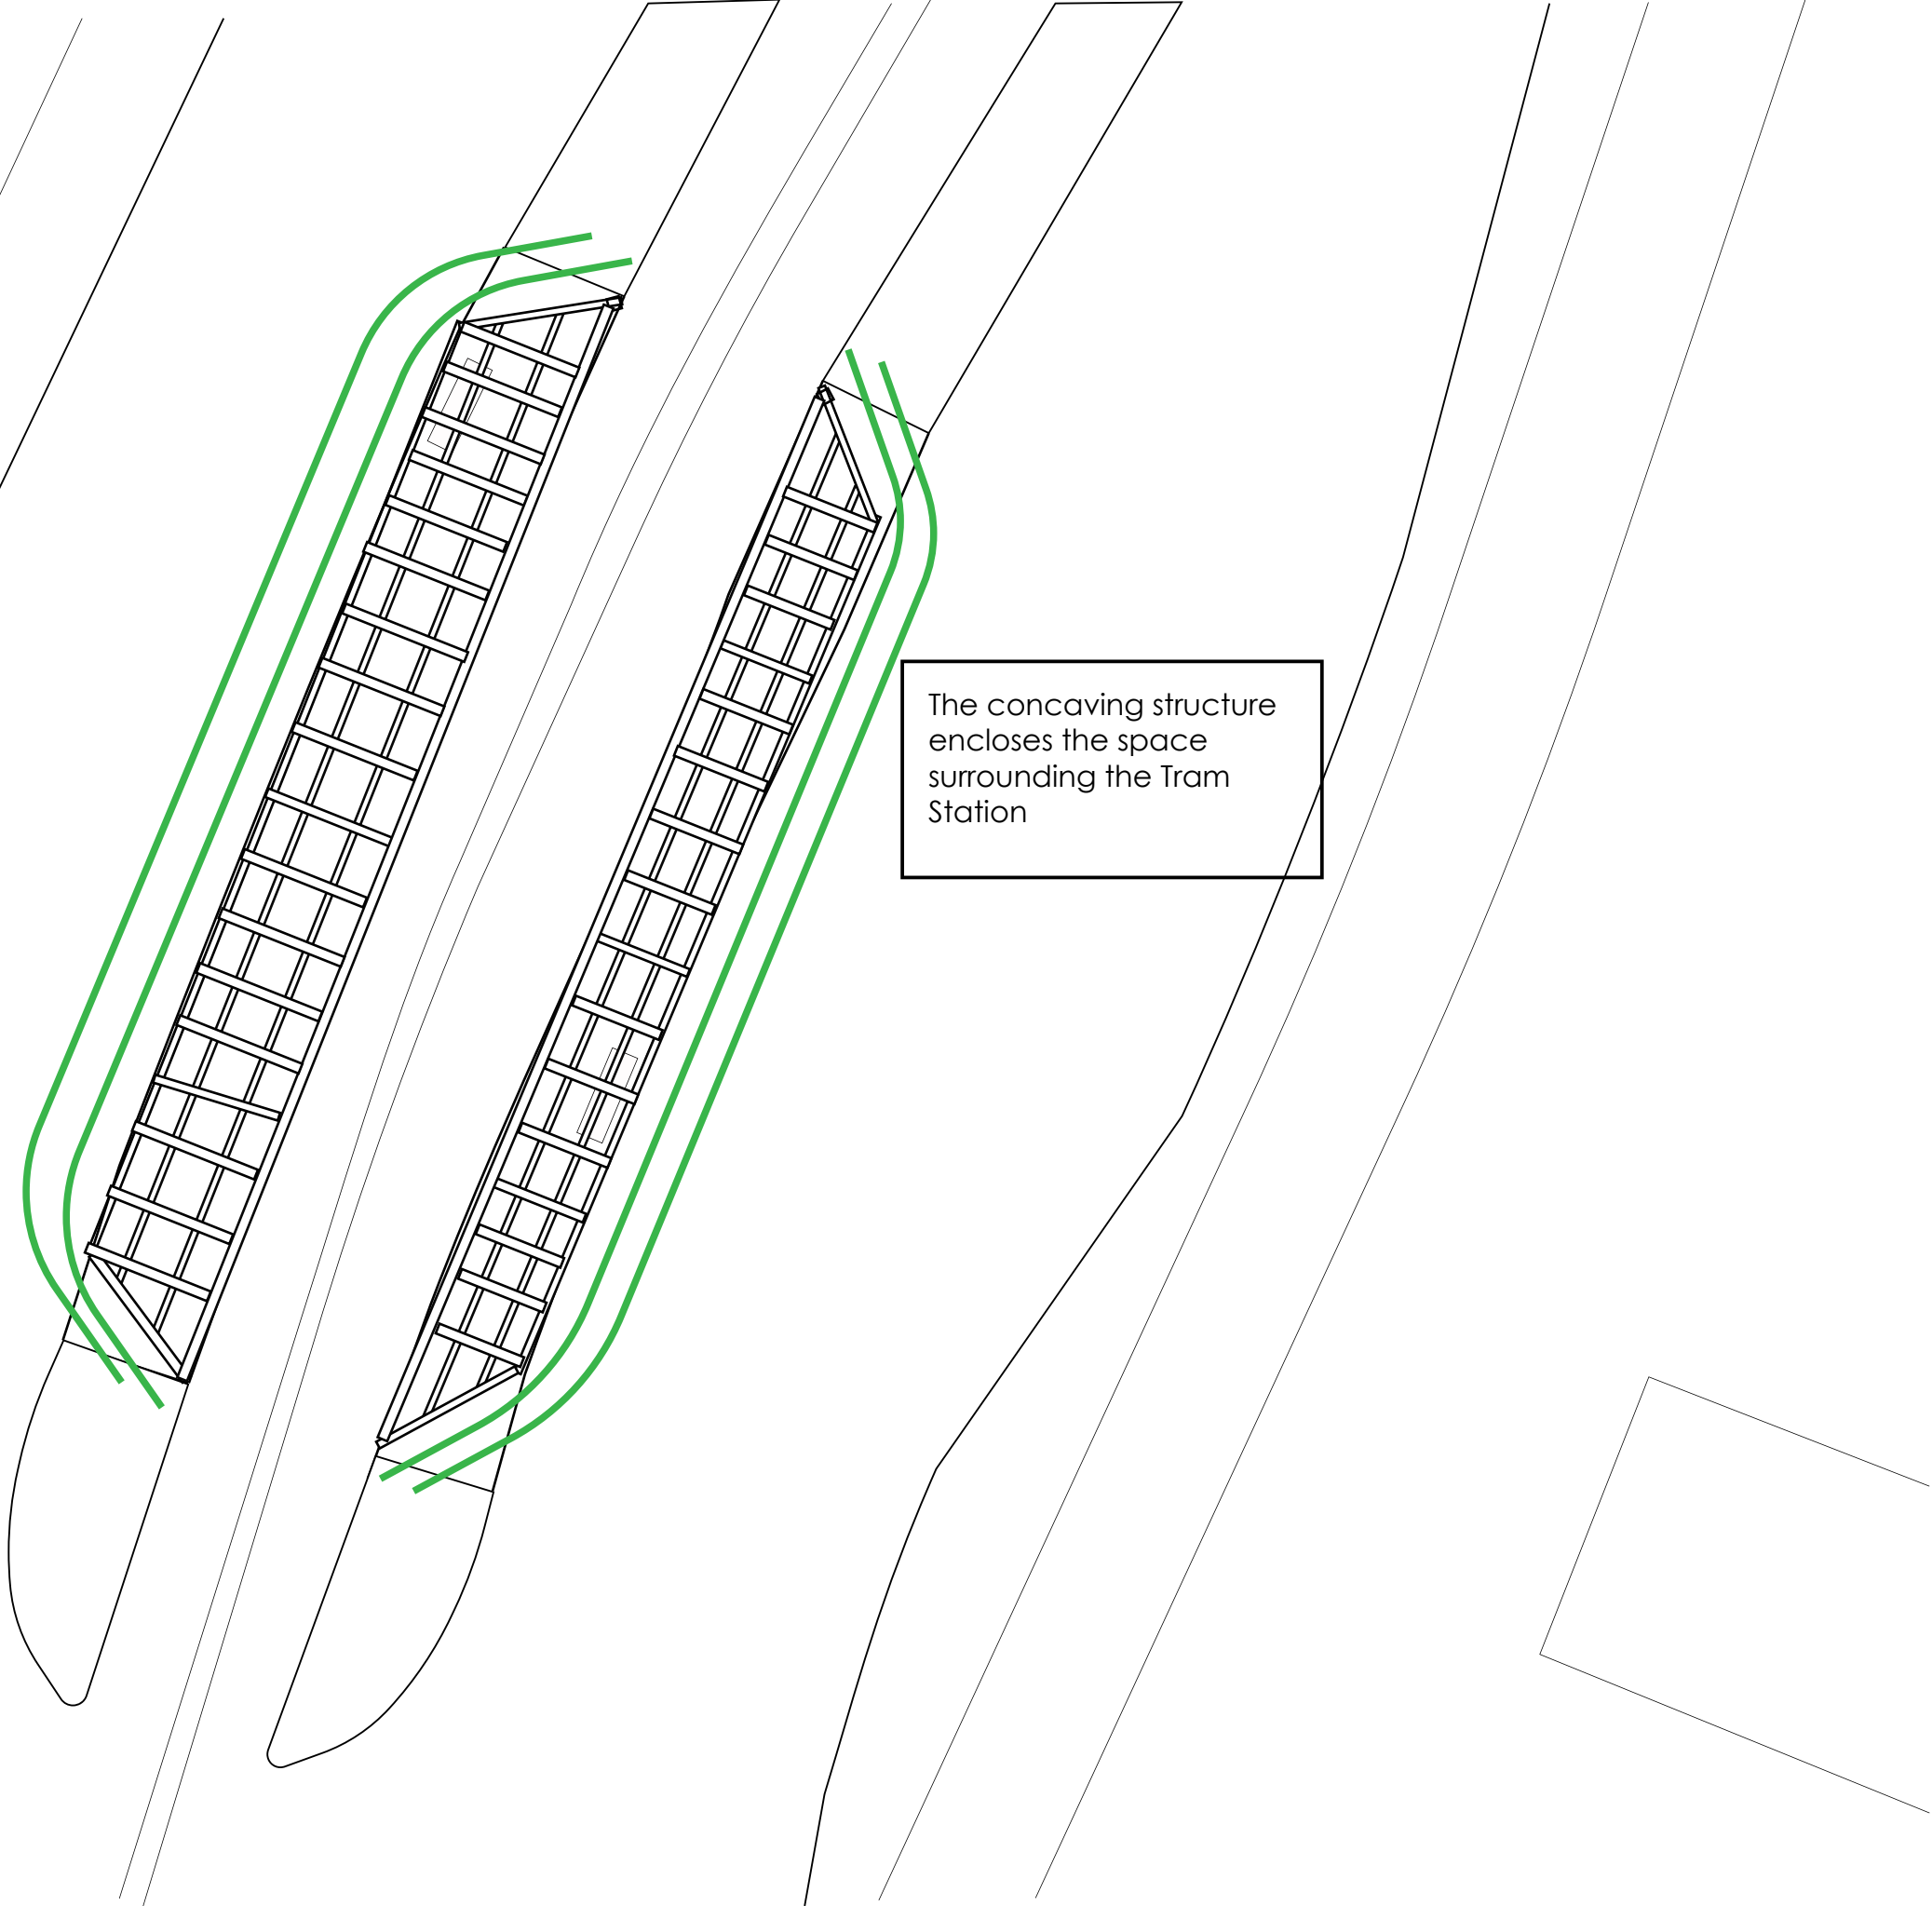 The concaving structure
encloses the space
surrounding the Tram
Station